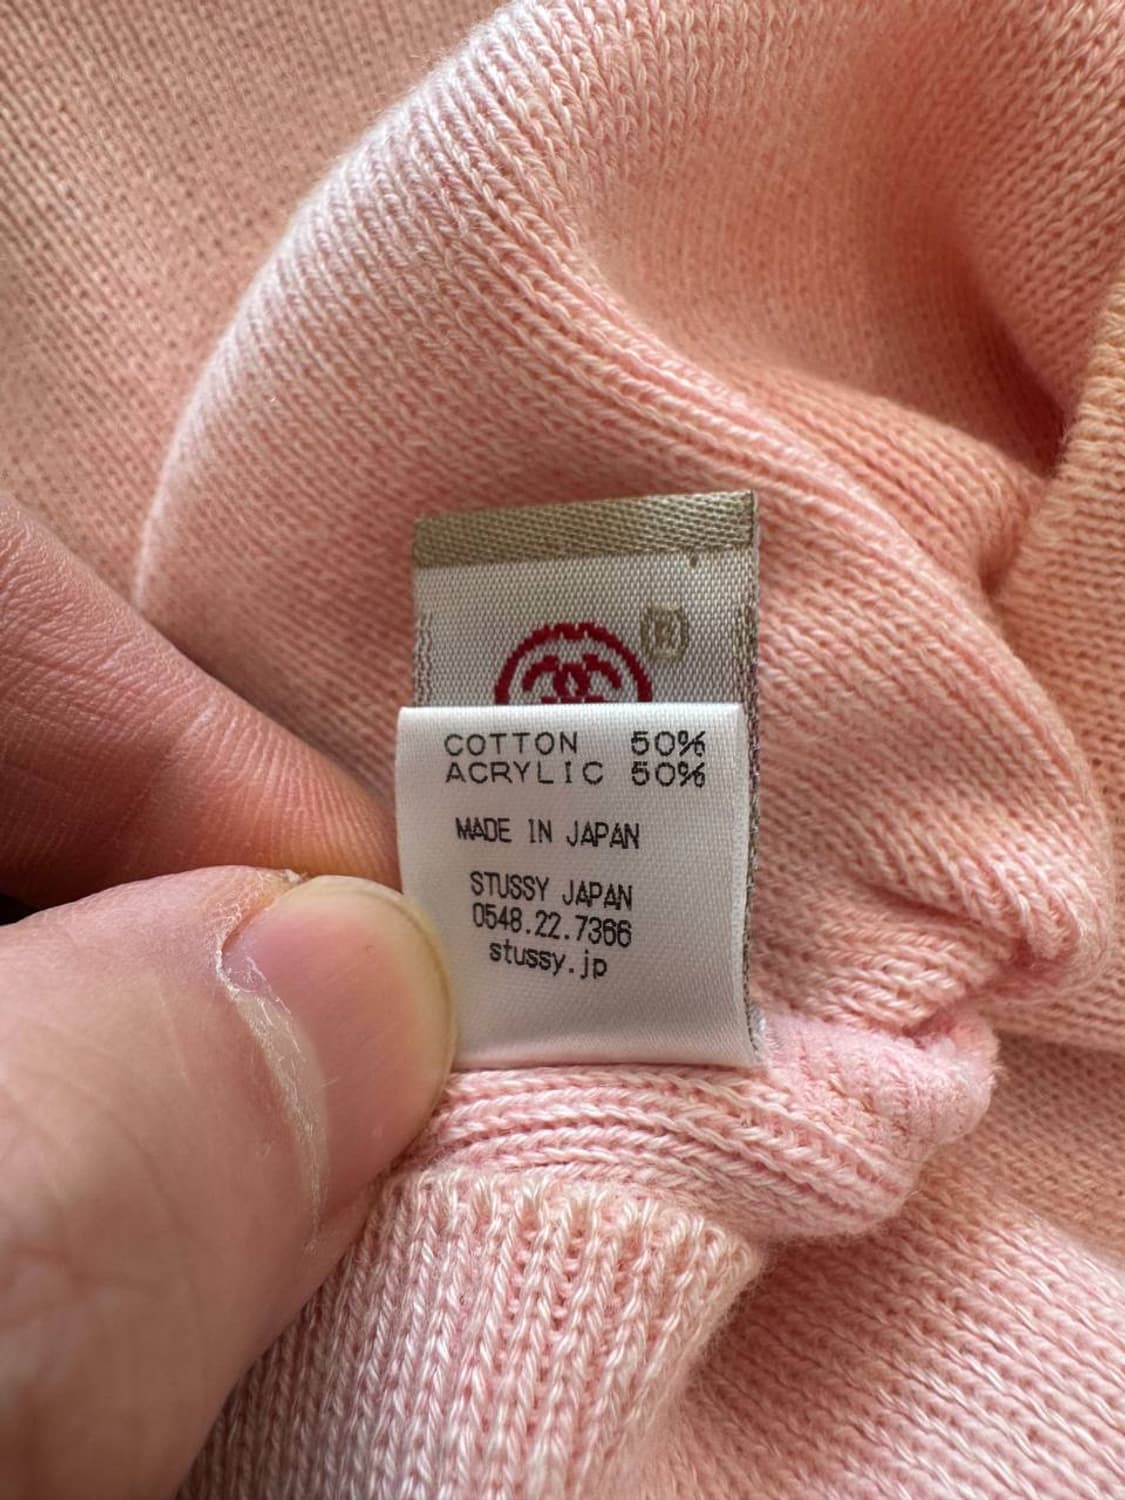 COTTON 50%
ACRYLIC 50%
MADE IN JAPAN
STUSSY JAPAN
0548.22.7366
stussy.jp